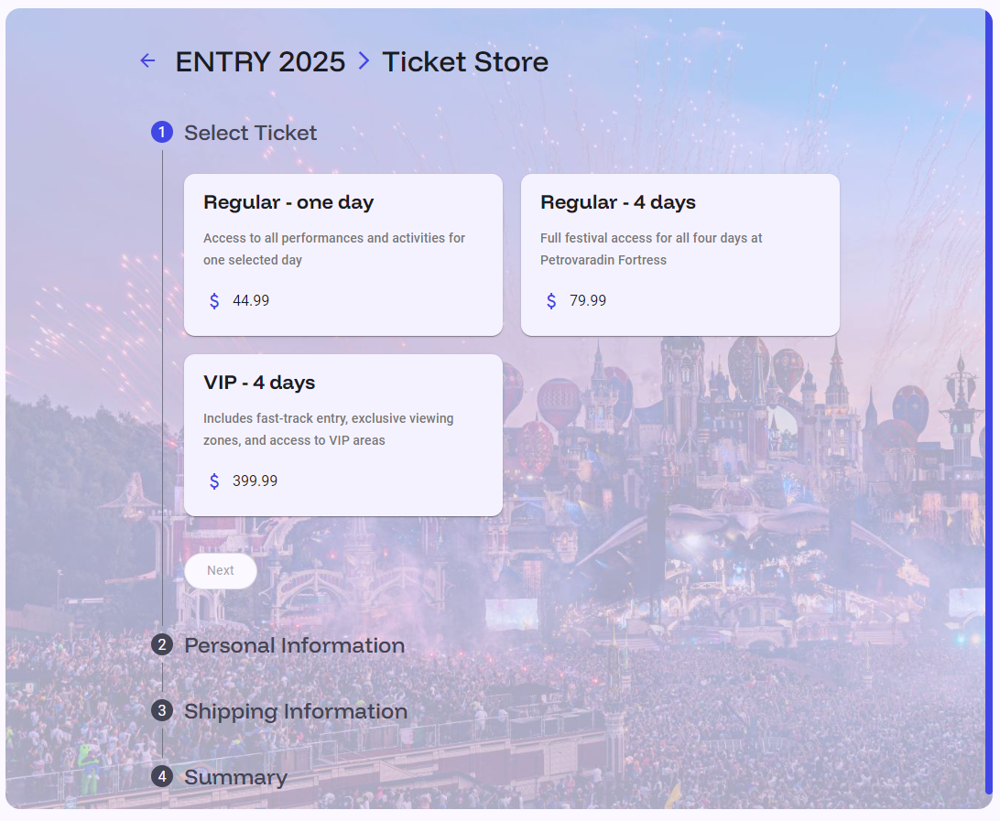 ENTRY 2025 > Ticket Store
1 Select Ticket
Regular - one day
Access to all performances and activities for
one selected day
$ 44.99
Regular - 4 days
Full festival access for all four days at
Petrovaradin Fortress
$ 79.99
VIP - 4 days
Includes fast-track entry, exclusive viewing
zones, and access to VIP areas
$ 399.99
Next
2 Personal Information
3 Shipping Information
4 Summary